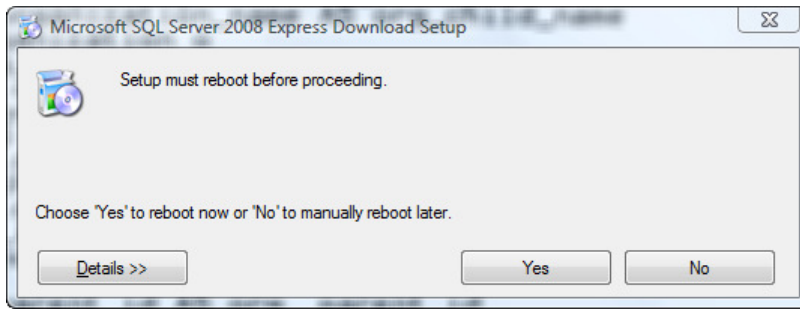 Microsoft SQL Server 2008 Express Download Setup
Setup must reboot before proceeding.
Choose 'Yes' to reboot now or 'No' to manually reboot later.
Details >>
Yes
No